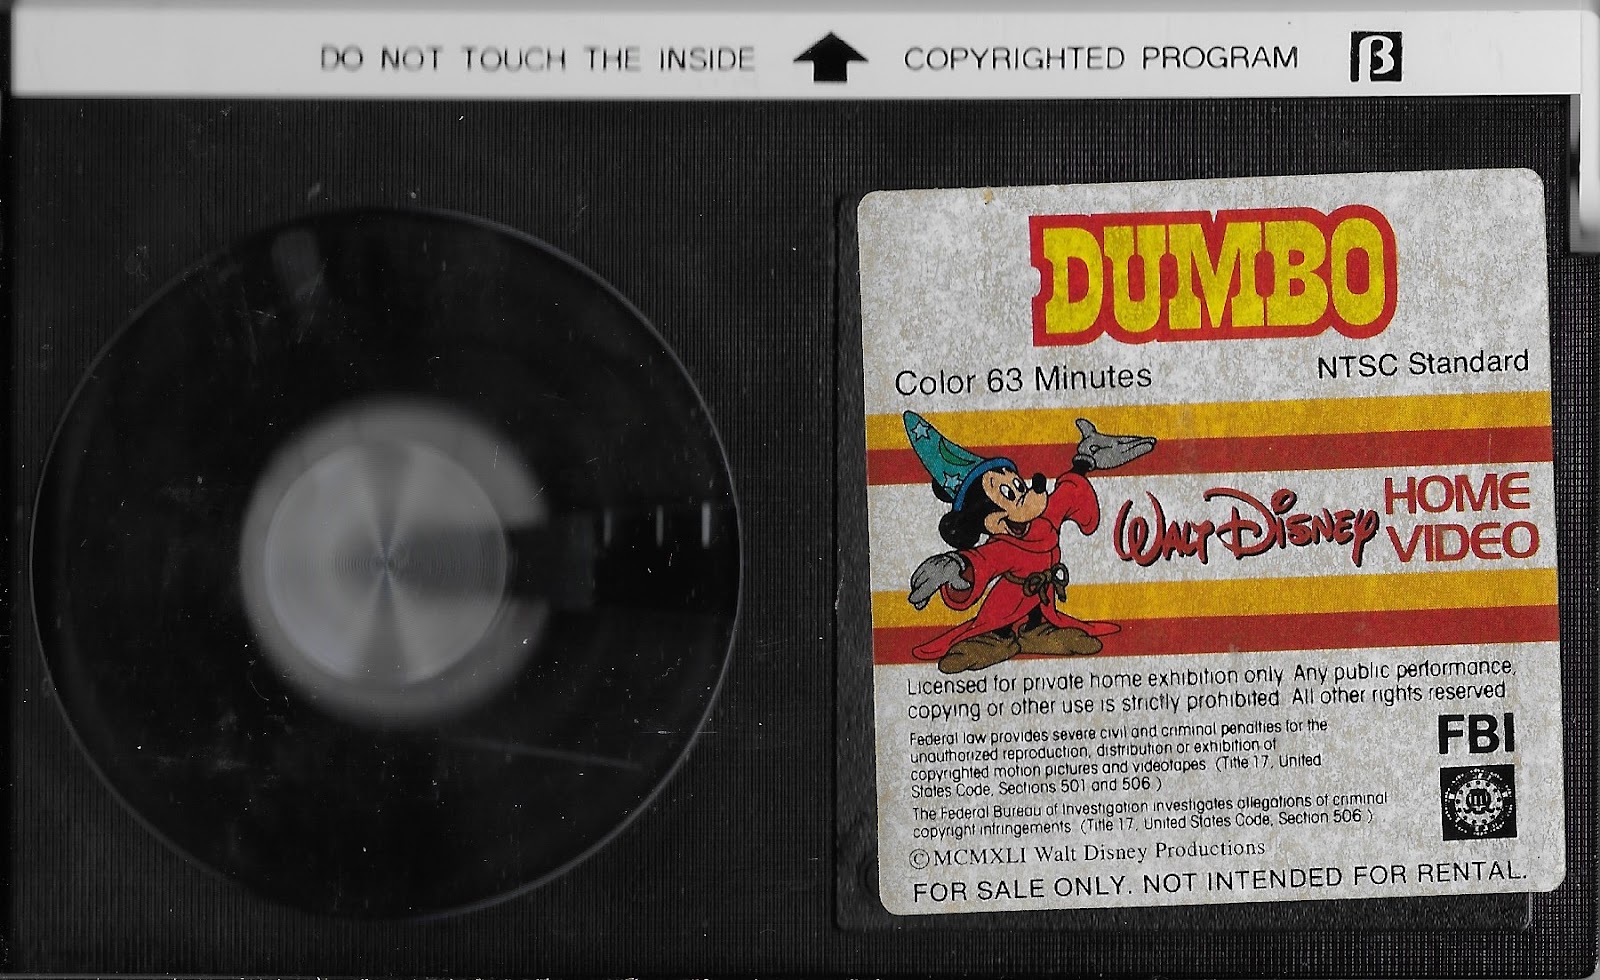 DO NOT TOUCH THE INSIDE COPYRIGHTED PROGRAM β
DUMBO
Color 63 Minutes NTSC Standard
WALT DISNEY HOME VIDEO
Licensed for private home exhibition only. Any public performance,
copying or other use is strictly prohibited. All other rights reserved.
Federal law provides severe civil and criminal penalties for the
unauthorized reproduction, distribution or exhibition of
copyrighted motion pictures and videotapes. (Title 17, United
States Code, Sections 501 and 506.)
The Federal Bureau of Investigation investigates allegations of criminal
copyright infringements. (Title 17, United States Code, Section 506.)
FBI
©MCMXLI Walt Disney Productions
FOR SALE ONLY. NOT INTENDED FOR RENTAL.